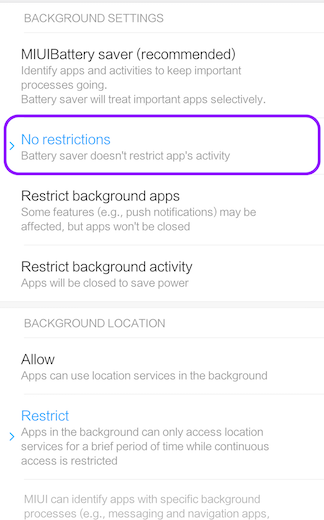 BACKGROUND SETTINGS
MIUIBattery saver (recommended)
Identify apps and activities to keep important
processes going.
Battery saver will treat important apps selectively.
No restrictions
Battery saver doesn't restrict app's activity
Restrict background apps
Some features (e.g., push notifications) may be
affected, but apps won't be closed
Restrict background activity
Apps will be closed to save power
BACKGROUND LOCATION
Allow
Apps can use location services in the background
Restrict
Apps in the background can only access location
services for a brief period of time while continuous
access is restricted
MIUI can identify apps with specific background
processes (e.g., messaging and navigation apps,